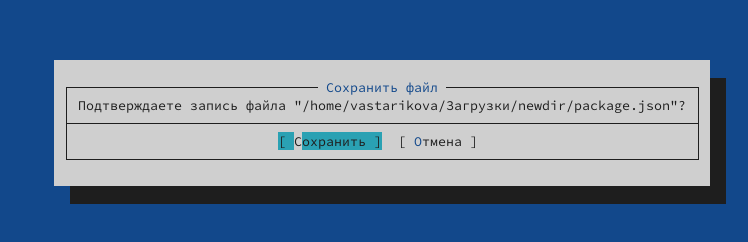 Сохранить файл
Подтверждаете запись файла "/home/vastarikova/Загрузки/newdir/package.json"?
[ Сохранить ] [ Отмена ]